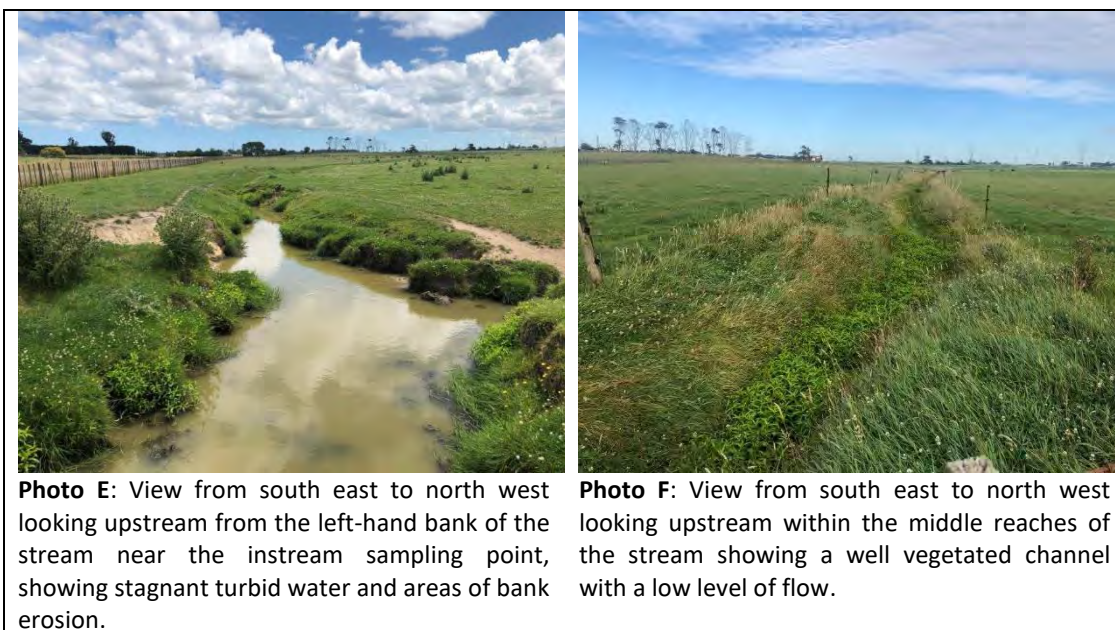 Photo E: View from south east to north west
looking upstream from the left-hand bank of the
stream near the instream sampling point,
showing stagnant turbid water and areas of bank
erosion.
Photo F: View from south east to north west
looking upstream within the middle reaches of
the stream showing a well vegetated channel
with a low level of flow.